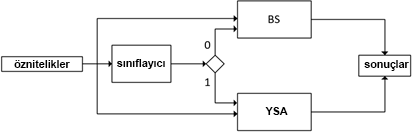 öznitelikler
sınıflayıcı
0
1
BS
YSA
sonuçlar